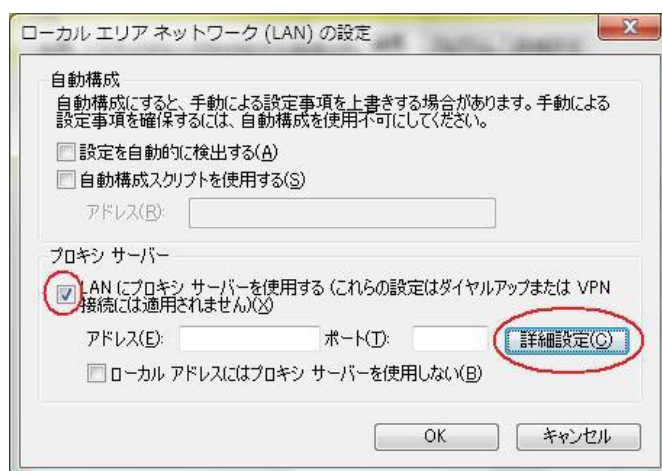 ローカル エリア ネットワーク (LAN) の設定
自動構成
自動構成にすると、手動による設定事項を上書きする場合があります。手動による
設定事項を確保するには、自動構成を使用不可にしてください。
設定を自動的に検出する(A)
自動構成スクリプトを使用する(S)
アドレス(R):
プロキシ サーバー
LAN にプロキシ サーバーを使用する (これらの設定はダイヤルアップまたは VPN
接続には適用されません)(X)
アドレス(E): ポート(T): 詳細設定(C)
ローカル アドレスにはプロキシ サーバーを使用しない(B)
OK キャンセル